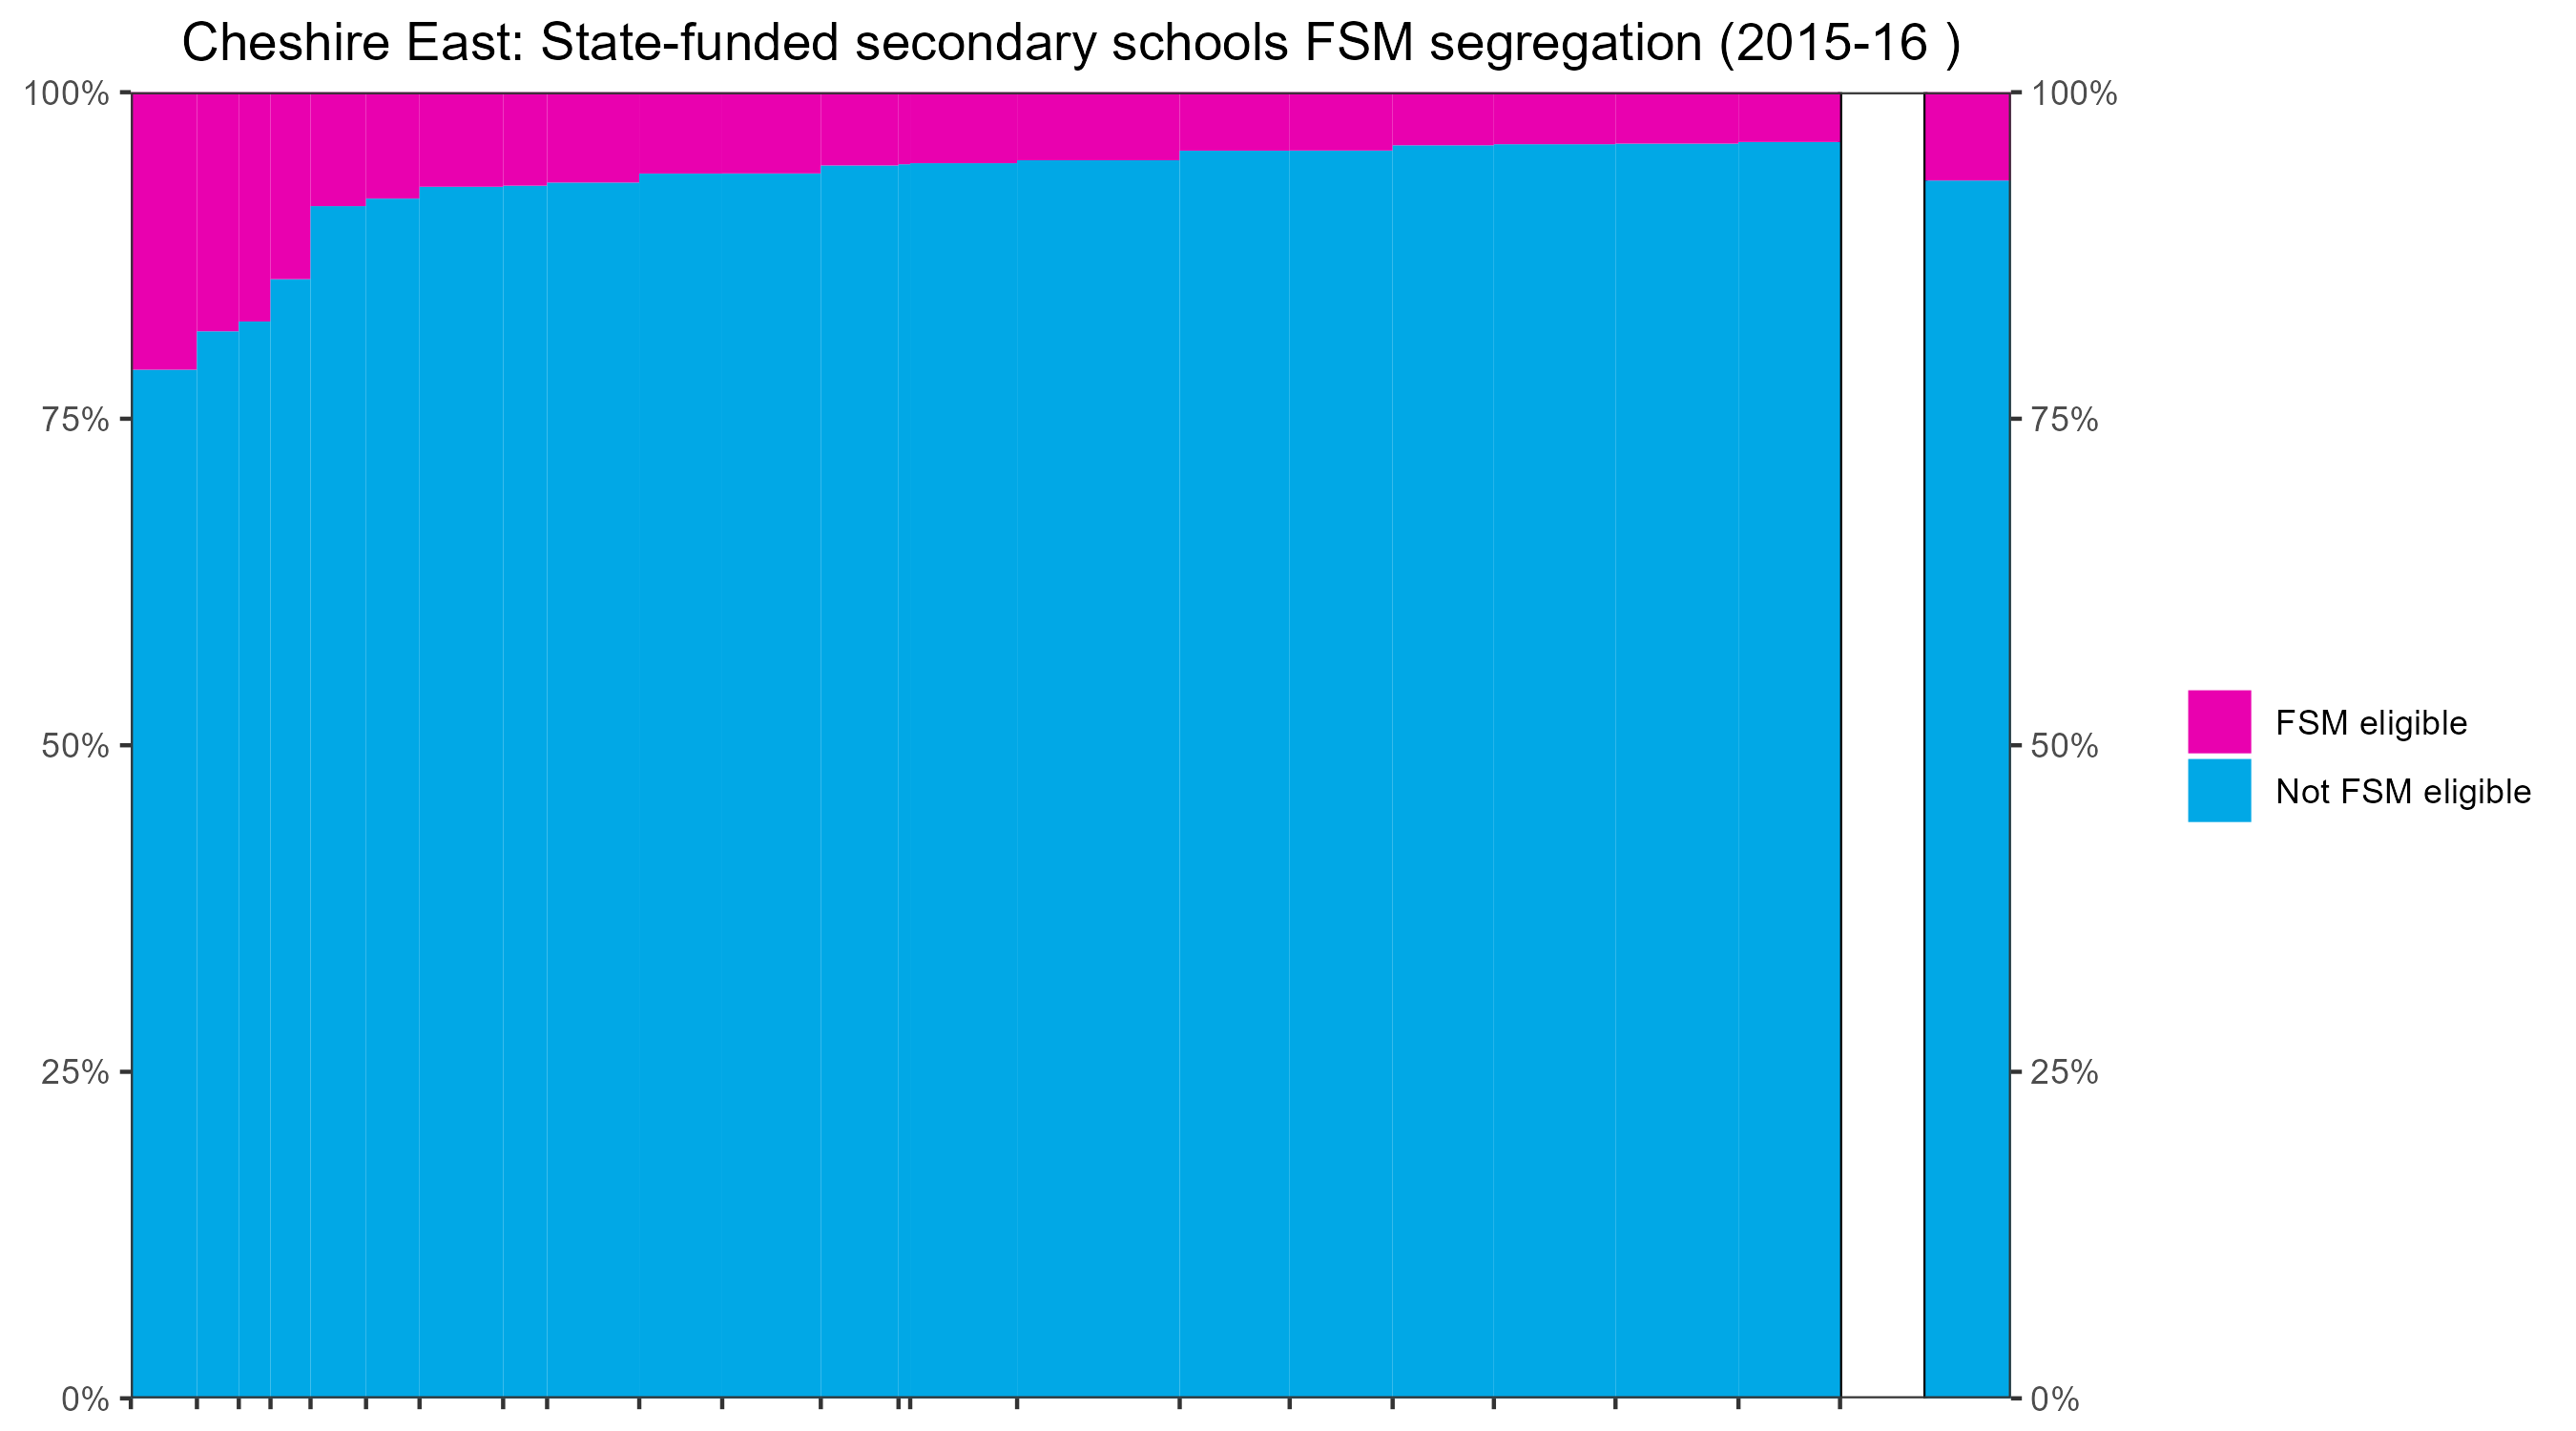 Cheshire East: State-funded secondary schools FSM segregation (2015-16 )
100% 100%
75% 75%
FSM eligible
50% 50%
Not FSM eligible
25% 25%
0% 0%